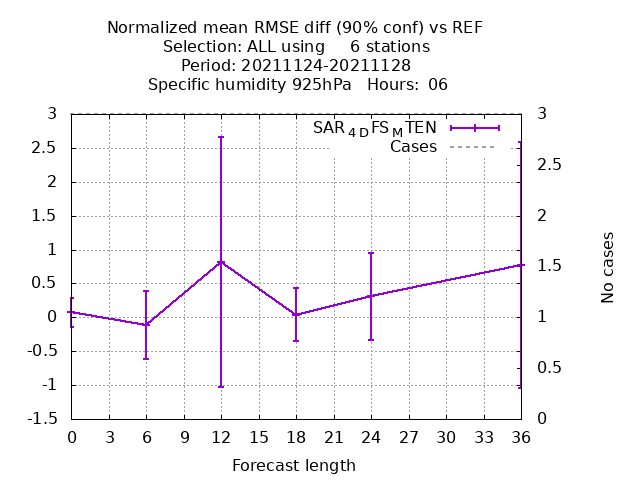 Normalized mean RMSE diff (90% conf) vs REF
Selection: ALL using     6 stations
Period: 20211124-20211128
Specific humidity 925hPa   Hours:  06
3
2.5
2
1.5
1
0.5
0
-0.5
-1
-1.5
SAR4DFSMTEN
Cases
3
2.5
2
1.5
1
0.5
0
No cases
0 3 6 9 12 15 18 21 24 27 30 33 36
Forecast length